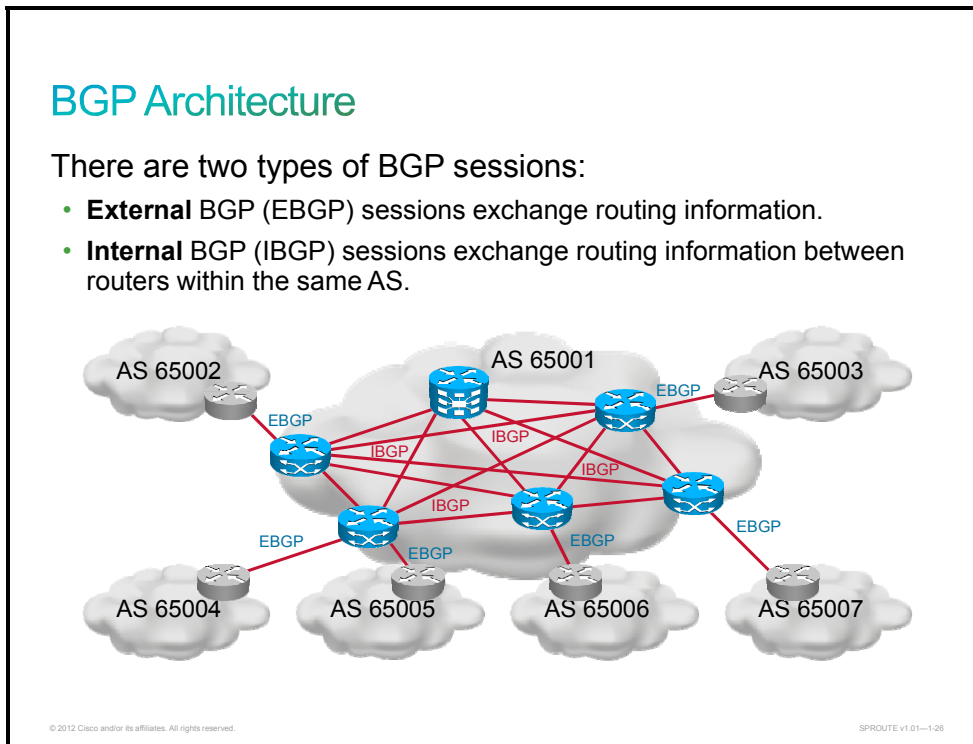 BGP Architecture
There are two types of BGP sessions:
• External BGP (EBGP) sessions exchange routing information.
• Internal BGP (IBGP) sessions exchange routing information between
routers within the same AS.
AS 65002
AS 65001
AS 65003
EBGP
EBGP
IBGP
IBGP
IBGP
IBGP
EBGP
EBGP
EBGP
EBGP
AS 65004
AS 65005
AS 65006
AS 65007
© 2012 Cisco and/or its affiliates. All rights reserved.
SPROUTE v1.01—1-26